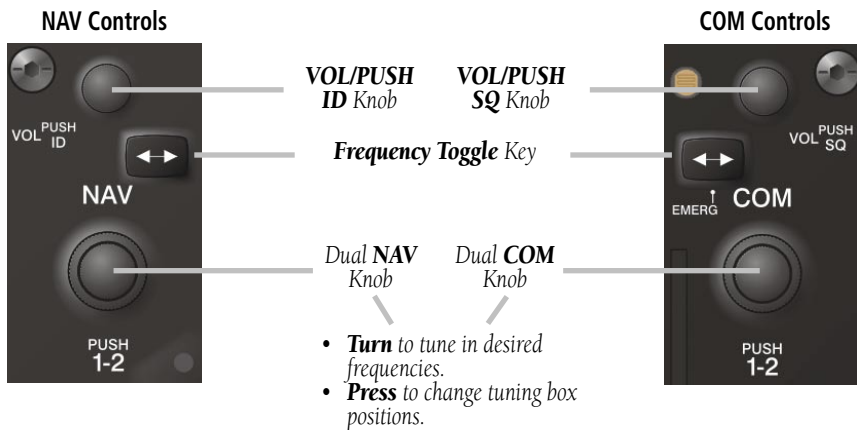 NAV Controls
COM Controls
VOL PUSH ID
NAV
PUSH
1-2
VOL/PUSH
ID Knob
VOL/PUSH
SQ Knob
Frequency Toggle Key
Dual NAV
Knob
Dual COM
Knob
• Turn to tune in desired
frequencies.
• Press to change tuning box
positions.
VOL PUSH SQ
EMERG
COM
PUSH
1-2